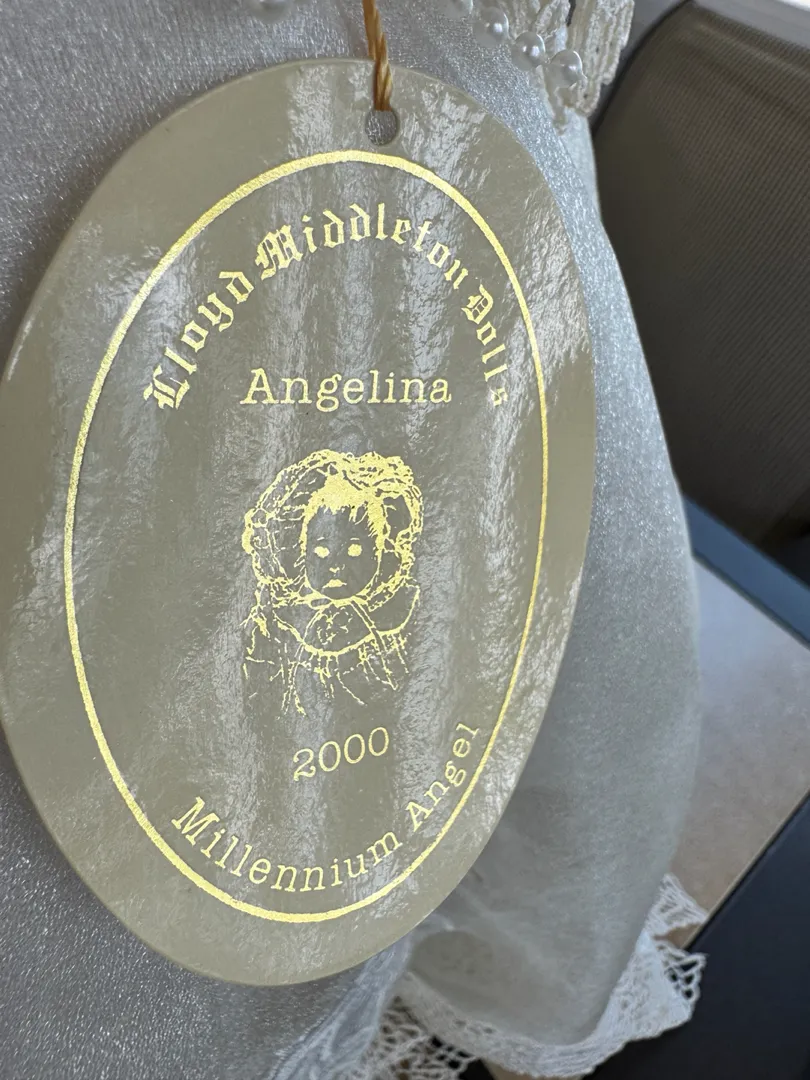 Lloyd Middleton Dolls
Angelina
2000
Millennium Angel